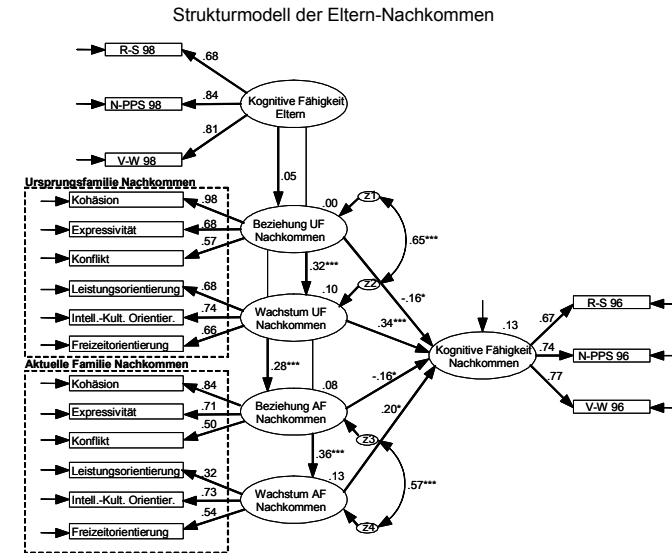 Strukturmodell der Eltern-Nachkommen
R-S 98
.68
N-PPS 98
.84
Kognitive Fähigkeit
Eltern
.81
V-W 98
.05
Ursprungsfamilie Nachkommen
Kohäsion
.98
.00
z1
Expressivität
.68
Beziehung UF
Nachkommen
.57
Konflikt
.65***
.32***
z2
Leistungsorientierung
.68
.10
-.16*
Intell.-Kult. Orientier.
.74
Wachstum UF
Nachkommen
.34***
.13
.67
R-S 96
Freizeitorientierung
.66
Kognitive Fähigkeit
Nachkommen
.74
N-PPS 96
Aktuelle Familie Nachkommen
.28***
-.16*
.77
Kohäsion
.84
.08
V-W 96
Expressivität
.71
Beziehung AF
Nachkommen
.20*
.50
Konflikt
z3
.36***
Leistungsorientierung
.32
.13
.57***
Intell.-Kult. Orientier.
.73
Wachstum AF
Nachkommen
.54
Freizeitorientierung
z4